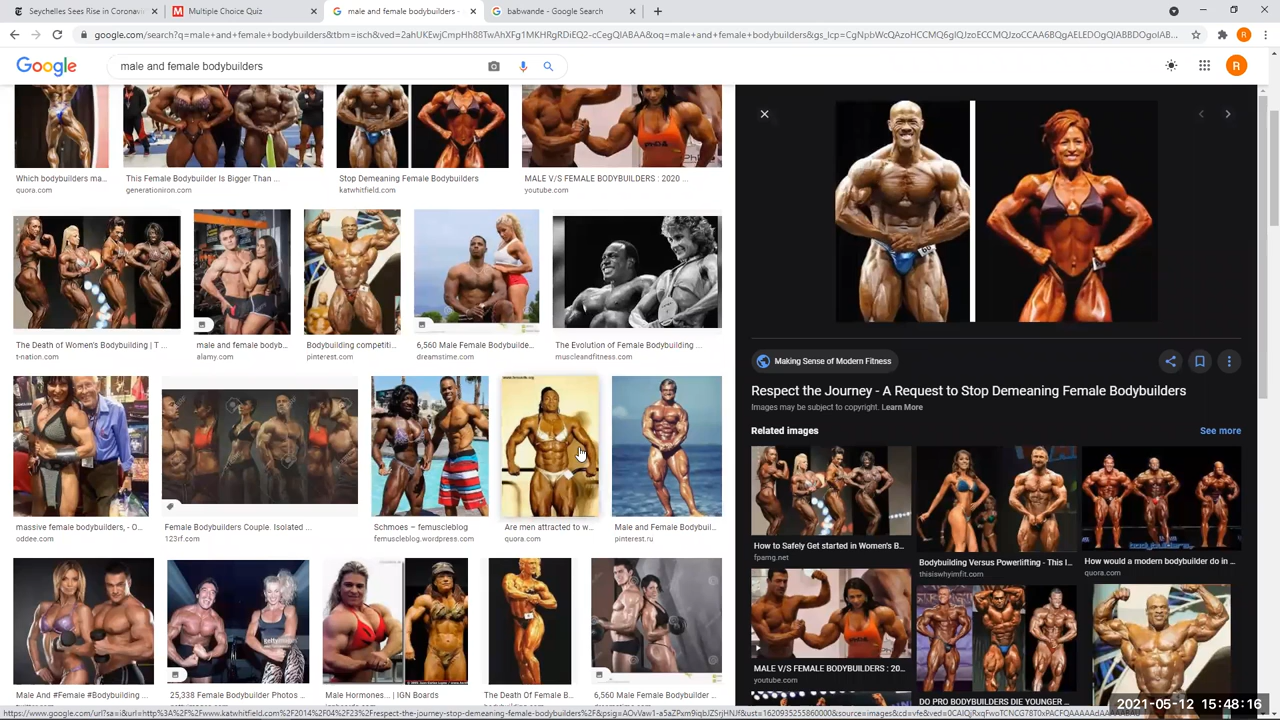 Seychelles Sees Rise in Coronavi
Multiple Choice Quiz
male and female bodybuilders -
babwande - Google Search
Google
male and female bodybuilders
R
Which bodybuilders ma...
quora.com
This Female Bodybuilder Is Bigger Than ...
generationiron.com
Stop Demeaning Female Bodybuilders
katwhitfield.com
MALE V/S FEMALE BODYBUILDERS : 2020 ...
youtube.com
The Death of Women's Bodybuilding | T ...
t-nation.com
male and female bodyb...
alamy.com
Bodybuilding competiti...
pinterest.com
6,560 Male Female Bodybuilde...
dreamstime.com
The Evolution of Female Bodybuilding ...
muscleandfitness.com
massive female bodybuilders, - O...
oddee.com
Female Bodybuilders Couple. Isolated ...
123rf.com
Schmoes – femuscleblog
femuscleblog.wordpress.com
Are men attracted to w...
quora.com
Male and Female Bodybuil...
pinterest.ru
Male And #Female #Bodybuilding ...
25,338 Female Bodybuilder Photos ...
Male Hormones... | IGN Boards
The Death Of Female B...
6,560 Male Female Bodybuilder ...
Making Sense of Modern Fitness
Respect the Journey - A Request to Stop Demeaning Female Bodybuilders
Images may be subject to copyright. Learn More
Related images
See more
How to Safely Get started in Women's B...
fpamg.net
Bodybuilding Versus Powerlifting - This I...
thisiswhyimfit.com
How would a modern bodybuilder do in ...
quora.com
MALE V/S FEMALE BODYBUILDERS : 20...
youtube.com
DO PRO BODYBUILDERS DIE YOUNGER
2021-05-12 15:48:16